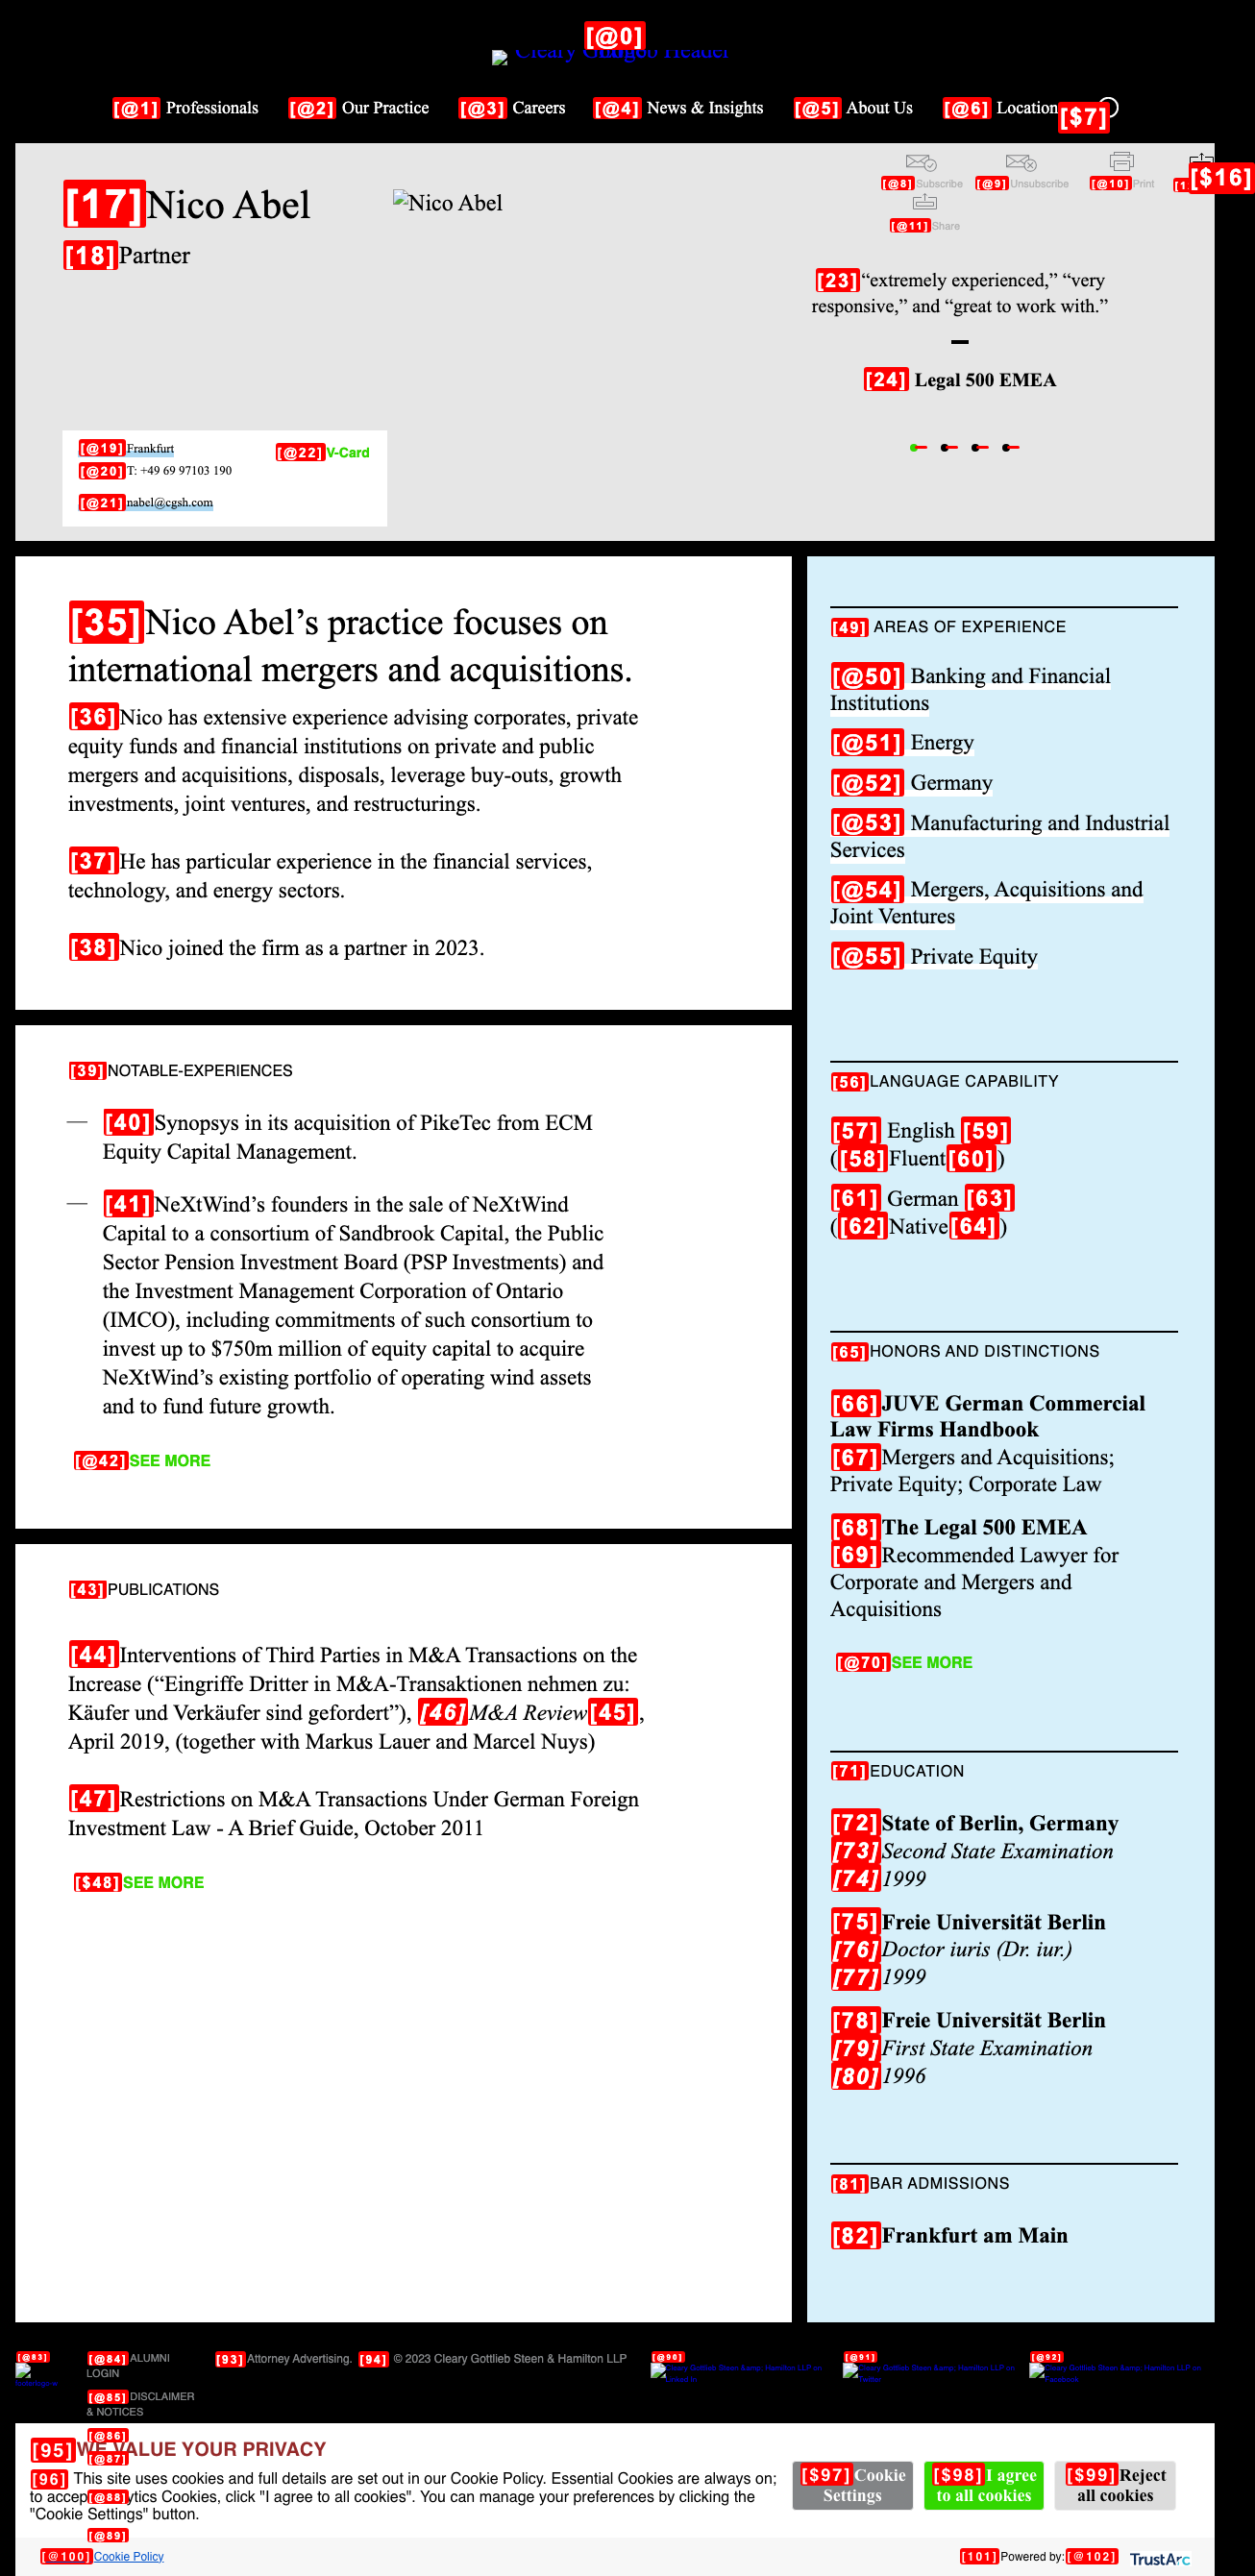 [@0]
Cleary Gottlieb Header
[@1] Professionals [@2] Our Practice [@3] Careers [@4] News & Insights [@5] About Us [@6] Location [$7]
[@8] Subscribe [@9] Unsubscribe [@10] Print [1 [$16]
[@11] Share
[17]Nico Abel
Nico Abel
[18]Partner
[23]“extremely experienced,” “very
responsive,” and “great to work with.”
[24] Legal 500 EMEA
[@19] Frankfurt
[@20] T: +49 69 97103 190
[@21] nabel@cgsh.com
[@22] V-Card
[35]Nico Abel’s practice focuses on
international mergers and acquisitions.
[36]Nico has extensive experience advising corporates, private
equity funds and financial institutions on private and public
mergers and acquisitions, disposals, leverage buy-outs, growth
investments, joint ventures, and restructurings.
[37]He has particular experience in the financial services,
technology, and energy sectors.
[38]Nico joined the firm as a partner in 2023.
[39]NOTABLE-EXPERIENCES
— [40]Synopsys in its acquisition of PikeTec from ECM
Equity Capital Management.
— [41]NeXtWind’s founders in the sale of NeXtWind
Capital to a consortium of Sandbrook Capital, the Public
Sector Pension Investment Board (PSP Investments) and
the Investment Management Corporation of Ontario
(IMCO), including commitments of such consortium to
invest up to $750m million of equity capital to acquire
NeXtWind’s existing portfolio of operating wind assets
and to fund future growth.
[@42] SEE MORE
[43]PUBLICATIONS
[44]Interventions of Third Parties in M&A Transactions on the
Increase (“Eingriffe Dritter in M&A-Transaktionen nehmen zu:
Käufer und Verkäufer sind gefordert”), [46]M&A Review[45],
April 2019, (together with Markus Lauer and Marcel Nuys)
[47]Restrictions on M&A Transactions Under German Foreign
Investment Law - A Brief Guide, October 2011
[$48] SEE MORE
[49] AREAS OF EXPERIENCE
[@50] Banking and Financial
Institutions
[@51] Energy
[@52] Germany
[@53] Manufacturing and Industrial
Services
[@54] Mergers, Acquisitions and
Joint Ventures
[@55] Private Equity
[56]LANGUAGE CAPABILITY
[57] English [59]
([58]Fluent[60])
[61] German [63]
([62]Native[64])
[65]HONORS AND DISTINCTIONS
[66]JUVE German Commercial
Law Firms Handbook
[67]Mergers and Acquisitions;
Private Equity; Corporate Law
[68]The Legal 500 EMEA
[69]Recommended Lawyer for
Corporate and Mergers and
Acquisitions
[@70] SEE MORE
[71]EDUCATION
[72]State of Berlin, Germany
[73]Second State Examination
[74]1999
[75]Freie Universität Berlin
[76]Doctor iuris (Dr. iur.)
[77]1999
[78]Freie Universität Berlin
[79]First State Examination
[80]1996
[81]BAR ADMISSIONS
[82]Frankfurt am Main
[@83] [@84] ALUMNI
LOGIN
[93] Attorney Advertising. [94] © 2023 Cleary Gottlieb Steen & Hamilton LLP
[@90] [@91] [@92]
[@85] DISCLAIMER
& NOTICES
[@86]
[95]WE VALUE YOUR PRIVACY
[@87]
[96] This site uses cookies and full details are set out in our Cookie Policy. Essential Cookies are always on;
to accep [@88] ytics Cookies, click "I agree to all cookies". You can manage your preferences by clicking the
"Cookie Settings" button.
[$97] Cookie
Settings
[$98] I agree
to all cookies
[$99] Reject
all cookies
[@89]
[@100] Cookie Policy
[101] Powered by: [@102] TrustArc